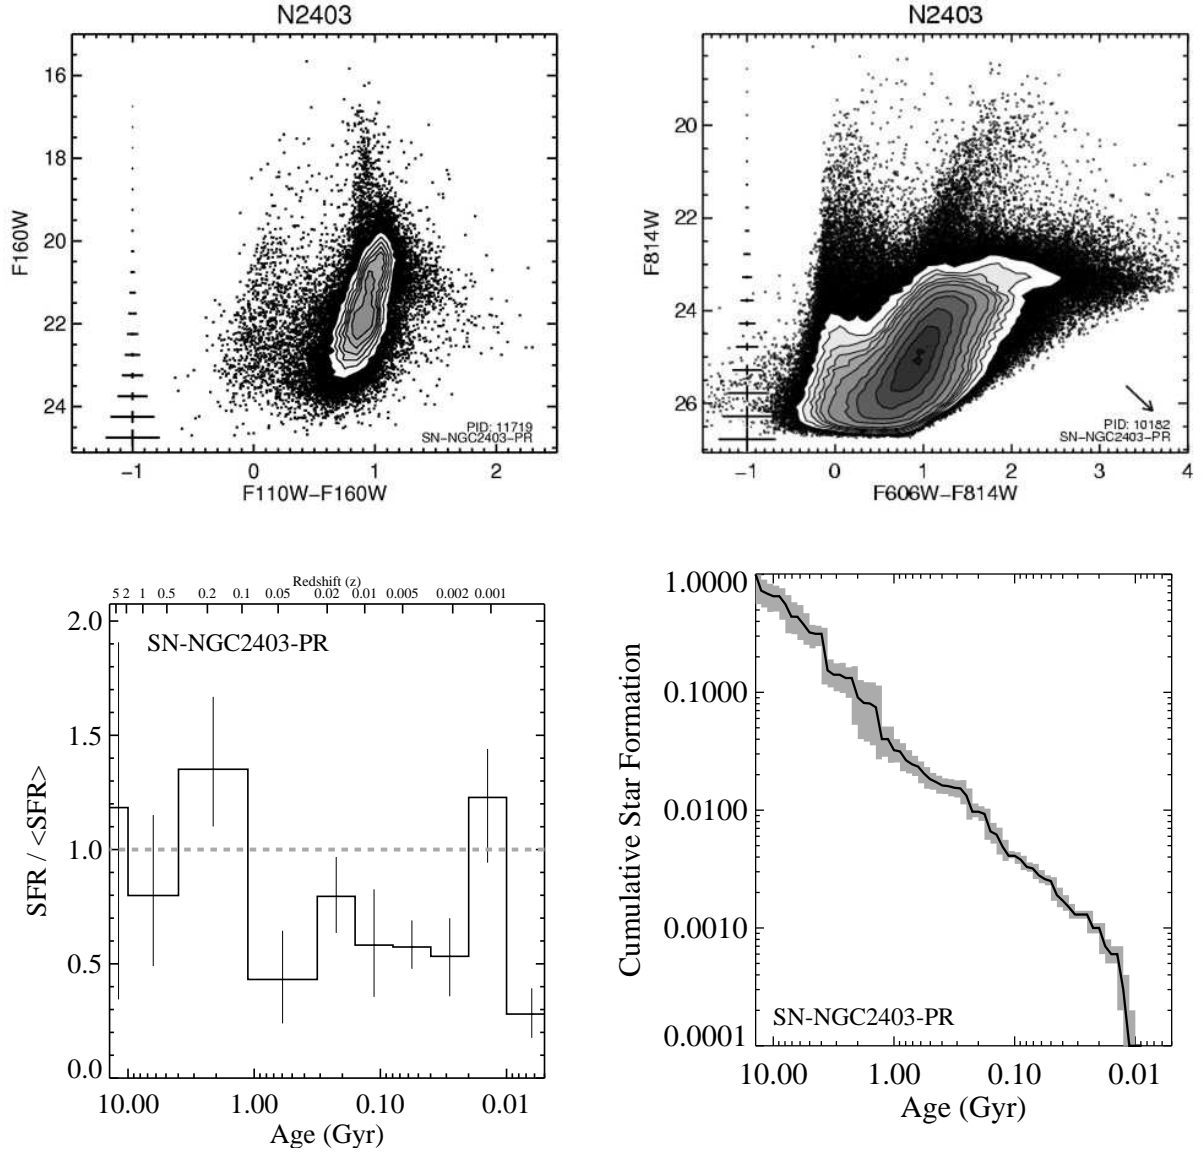 N2403
16
18
20
22
24
F160W
−1
0
1
2
F110W−F160W
PID: 11719
SN−NGC2403−PR
N2403
20
22
24
26
F814W
−1
0
1
2
3
4
F606W−F814W
PID: 10182
SN−NGC2403−PR
Redshift (z)
5 2 1 0.5 0.2 0.1 0.05 0.02 0.01 0.005 0.002 0.001
2.0
1.5
1.0
0.5
0.0
SFR / <SFR>
SN-NGC2403-PR
10.00 1.00 0.10 0.01
Age (Gyr)
1.0000
0.1000
0.0100
0.0010
0.0001
Cumulative Star Formation
SN-NGC2403-PR
10.00 1.00 0.10 0.01
Age (Gyr)